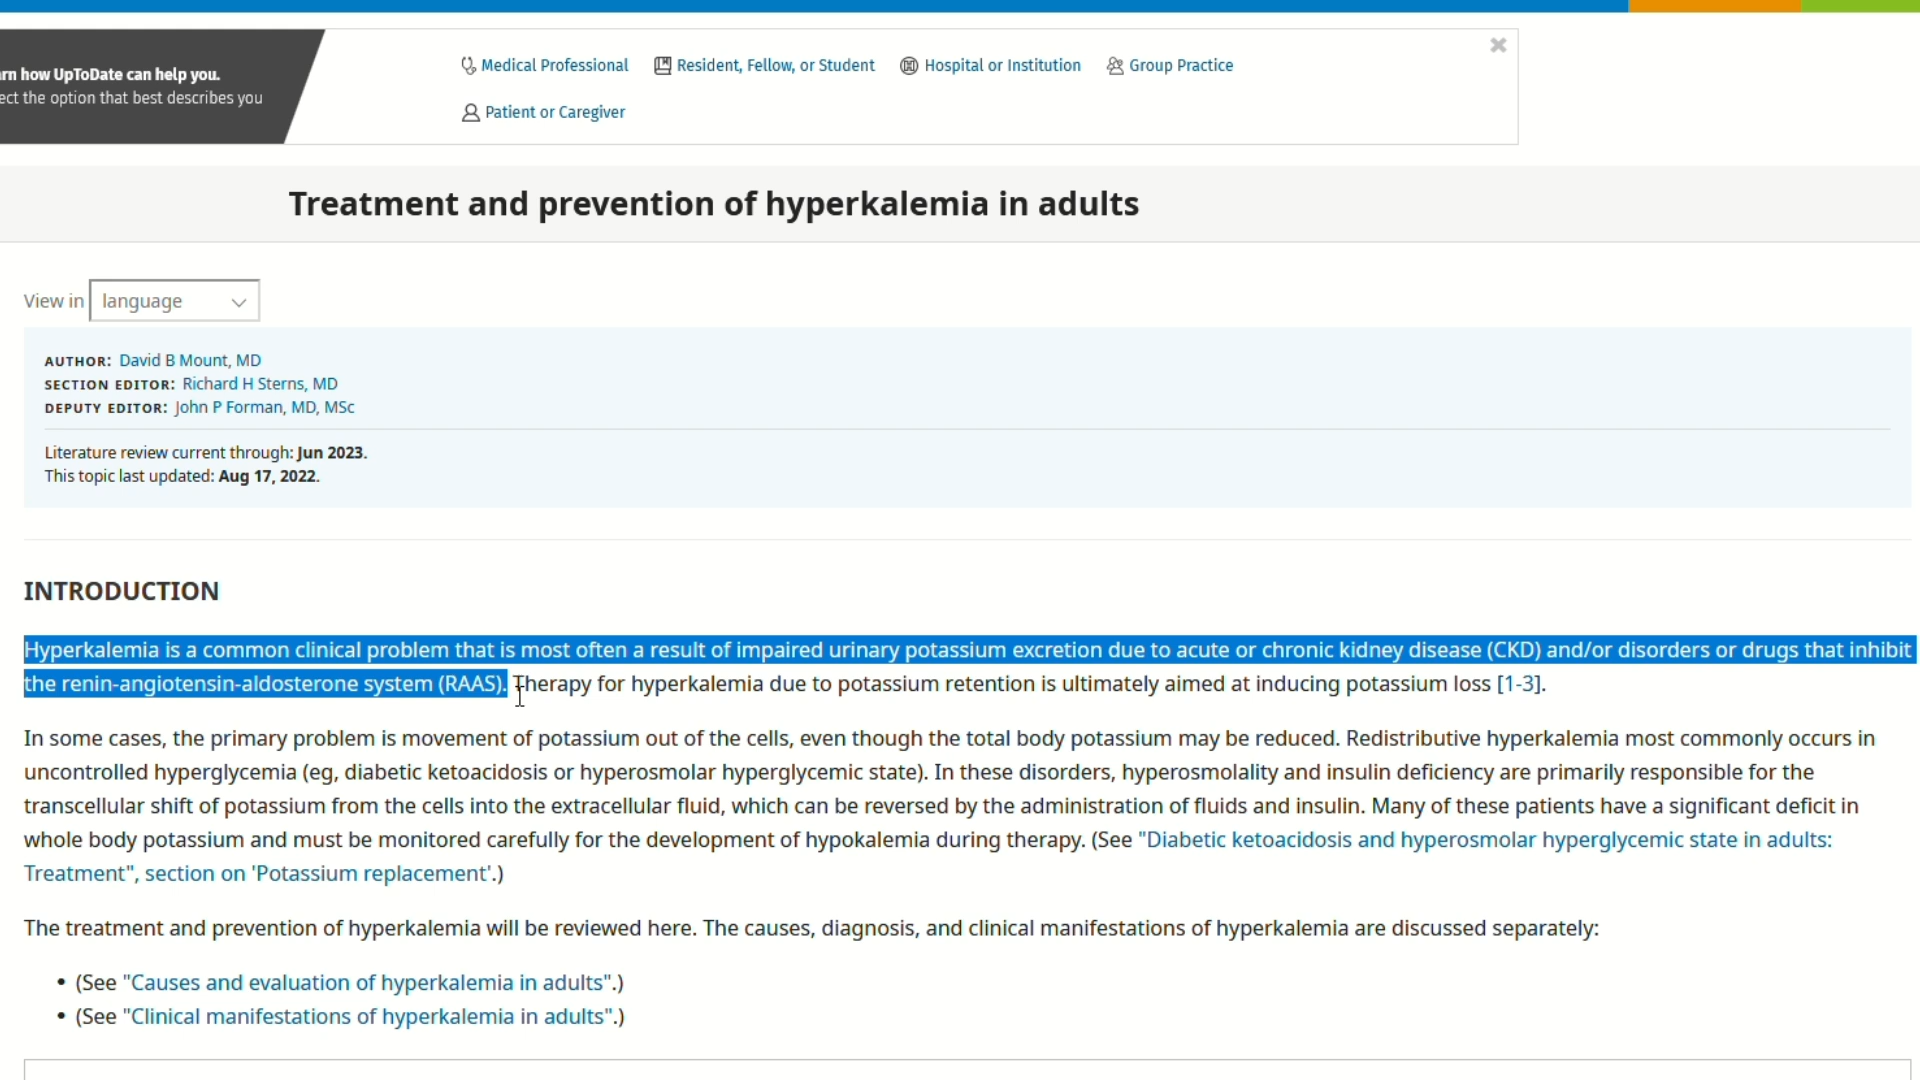 rn how UpToDate can help you.
ect the option that best describes you
Medical Professional Resident, Fellow, or Student Hospital or Institution Group Practice
Patient or Caregiver
Treatment and prevention of hyperkalemia in adults
View in language
AUTHOR: David B Mount, MD
SECTION EDITOR: Richard H Sterns, MD
DEPUTY EDITOR: John P Forman, MD, MSc
Literature review current through: Jun 2023.
This topic last updated: Aug 17, 2022.
INTRODUCTION
Hyperkalemia is a common clinical problem that is most often a result of impaired urinary potassium excretion due to acute or chronic kidney disease (CKD) and/or disorders or drugs that inhibit
the renin-angiotensin-aldosterone system (RAAS). Therapy for hyperkalemia due to potassium retention is ultimately aimed at inducing potassium loss [1-3].
In some cases, the primary problem is movement of potassium out of the cells, even though the total body potassium may be reduced. Redistributive hyperkalemia most commonly occurs in
uncontrolled hyperglycemia (eg, diabetic ketoacidosis or hyperosmolar hyperglycemic state). In these disorders, hyperosmolality and insulin deficiency are primarily responsible for the
transcellular shift of potassium from the cells into the extracellular fluid, which can be reversed by the administration of fluids and insulin. Many of these patients have a significant deficit in
whole body potassium and must be monitored carefully for the development of hypokalemia during therapy. (See "Diabetic ketoacidosis and hyperosmolar hyperglycemic state in adults:
Treatment", section on 'Potassium replacement'.)
The treatment and prevention of hyperkalemia will be reviewed here. The causes, diagnosis, and clinical manifestations of hyperkalemia are discussed separately:
• (See "Causes and evaluation of hyperkalemia in adults".)
• (See "Clinical manifestations of hyperkalemia in adults".)